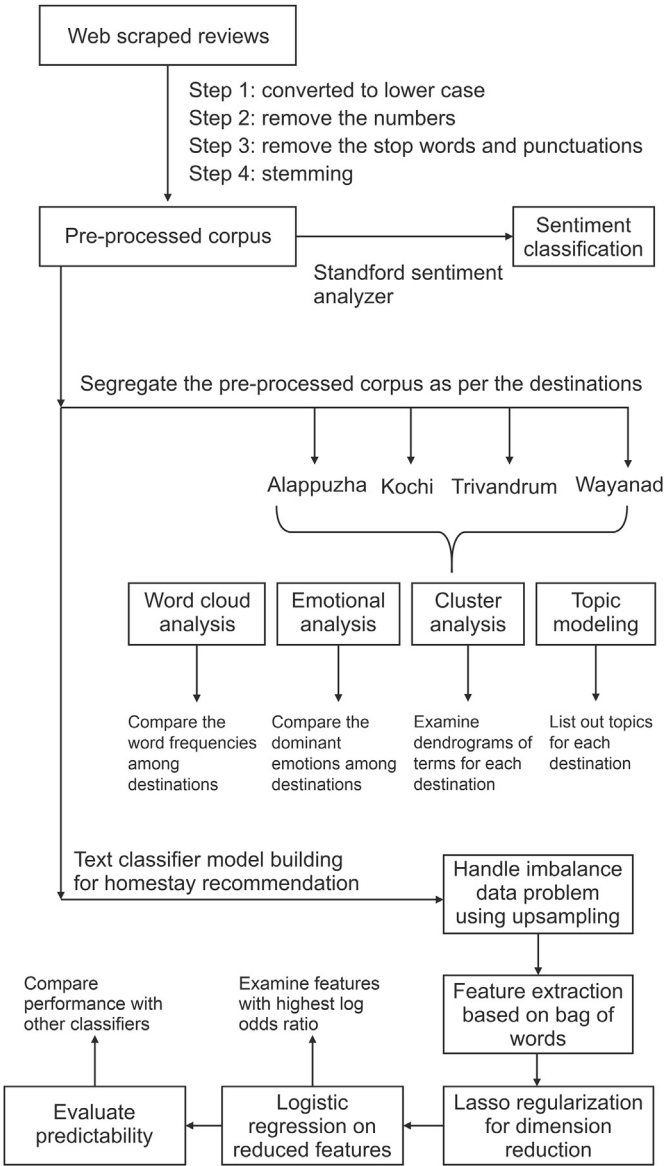 Web scraped reviews
Step 1: converted to lower case
Step 2: remove the numbers
Step 3: remove the stop words and punctuations
Step 4: stemming
Pre-processed corpus
Standford sentiment
analyzer
Sentiment
classification
Segregate the pre-processed corpus as per the destinations
Alappuzha
Kochi
Trivandrum
Wayanad
Word cloud
analysis
Emotional
analysis
Cluster
analysis
Topic
modeling
Compare the
word frequencies
among
destinations
Compare the
dominant
emotions among
destinations
Examine
dendrograms of
terms for each
destination
List out topics
for each
destination
Text classifier model building
for homestay recommendation
Handle imbalance
data problem
using upsampling
Feature extraction
based on bag of
words
Lasso regularization
for dimension
reduction
Examine features
with highest log
odds ratio
Logistic
regression on
reduced features
Compare
performance with
other classifiers
Evaluate
predictability